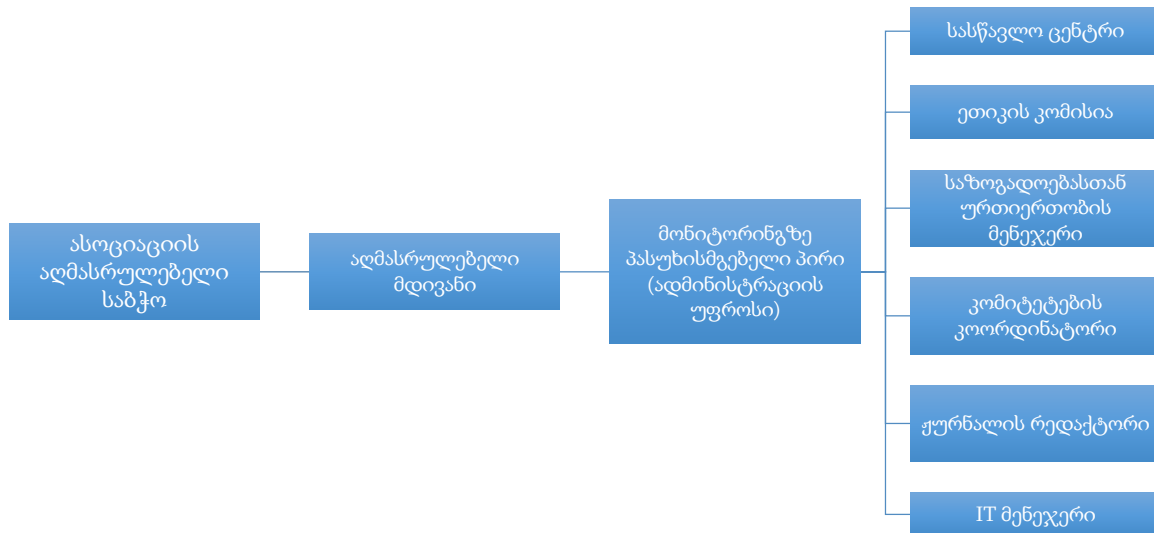 ასოციაციის
აღმასრულებელი
საბჭო
აღმასრულებელი
მდივანი
მონიტორინგზე
პასუხისმგებელი პირი
(ადმინისტრაციის
უფროსი)
სასწავლო ცენტრი
ეთიკის კომისია
საზოგადოებასთან
ურთიერთობის
მენეჯერი
კომიტეტების
კოორდინატორი
ჟურნალის რედაქტორი
IT მენეჯერი